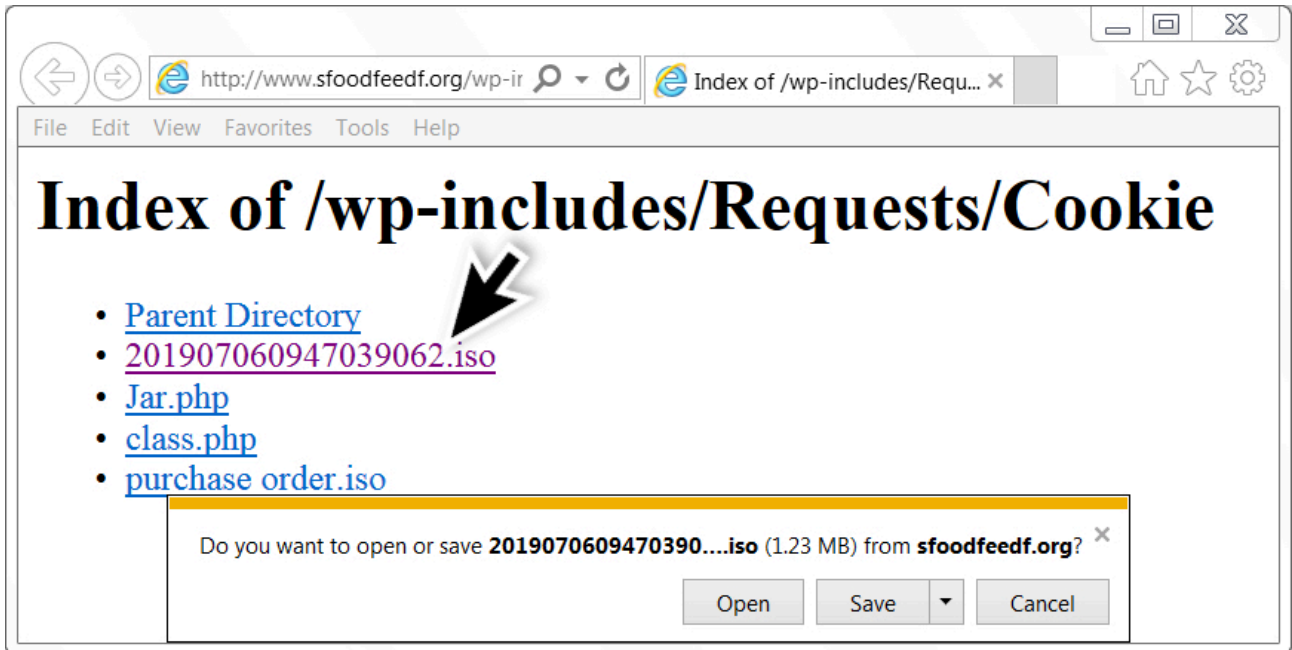 http://www.sfoodfeedf.org/wp-ir
Index of /wp-includes/Requ...
File Edit View Favorites Tools Help
Index of /wp-includes/Requests/Cookie
Parent Directory
201907060947039062.iso
Jar.php
class.php
purchase order.iso
Do you want to open or save 2019070609470390....iso (1.23 MB) from sfoodfeedf.org?
Open Save Cancel